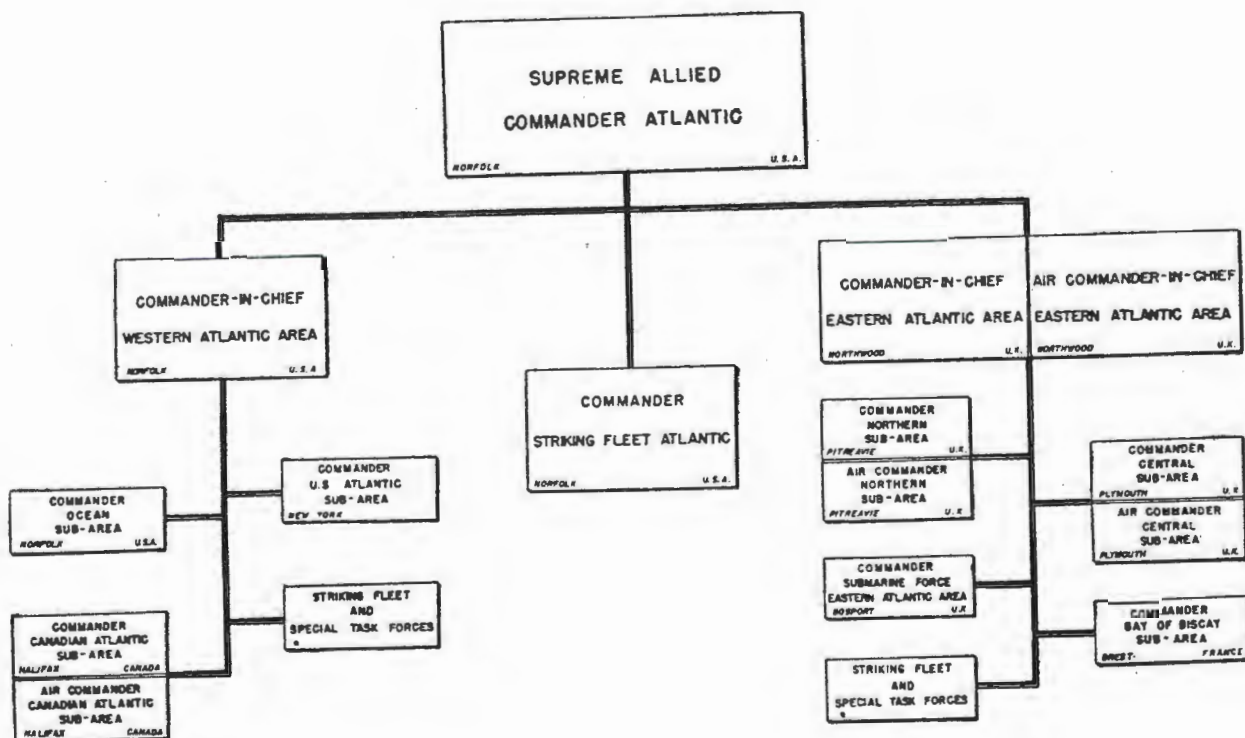 SUPREME ALLIED
COMMANDER ATLANTIC
NORFOLK U.S.A.
COMMANDER-IN-CHIEF
WESTERN ATLANTIC AREA
NORFOLK U.S.A
COMMANDER
STRIKING FLEET ATLANTIC
NORFOLK U.S.A.
COMMANDER-IN-CHIEF
EASTERN ATLANTIC AREA
NORTHWOOD U.K.
AIR COMMANDER-IN-CHIEF
EASTERN ATLANTIC AREA
NORTHWOOD U.K.
COMMANDER
OCEAN
SUB-AREA
NORFOLK U.S.A.
COMMANDER
U.S ATLANTIC
SUB-AREA
NEW YORK
COMMANDER
CANADIAN ATLANTIC
SUB-AREA
HALIFAX CANADA
AIR COMMANDER
CANADIAN ATLANTIC
SUB-AREA
HALIFAX CANADA
STRIKING FLEET
AND
SPECIAL TASK FORCES
*
COMMANDER
NORTHERN
SUB-AREA
PITREAVIE U.K.
AIR COMMANDER
NORTHERN
SUB-AREA
PITREAVIE U.K
COMMANDER
CENTRAL
SUB-AREA
PLYMOUTH U.K
AIR COMMANDER
CENTRAL
SUB-AREA
PLYMOUTH U.K.
COMMANDER
SUBMARINE FORCE
EASTERN ATLANTIC AREA
GOSPORT U.K
COMMANDER
BAY OF BISCAY
SUB-AREA
BREST- FRANCE
STRIKING FLEET
AND
SPECIAL TASK FORCES
*